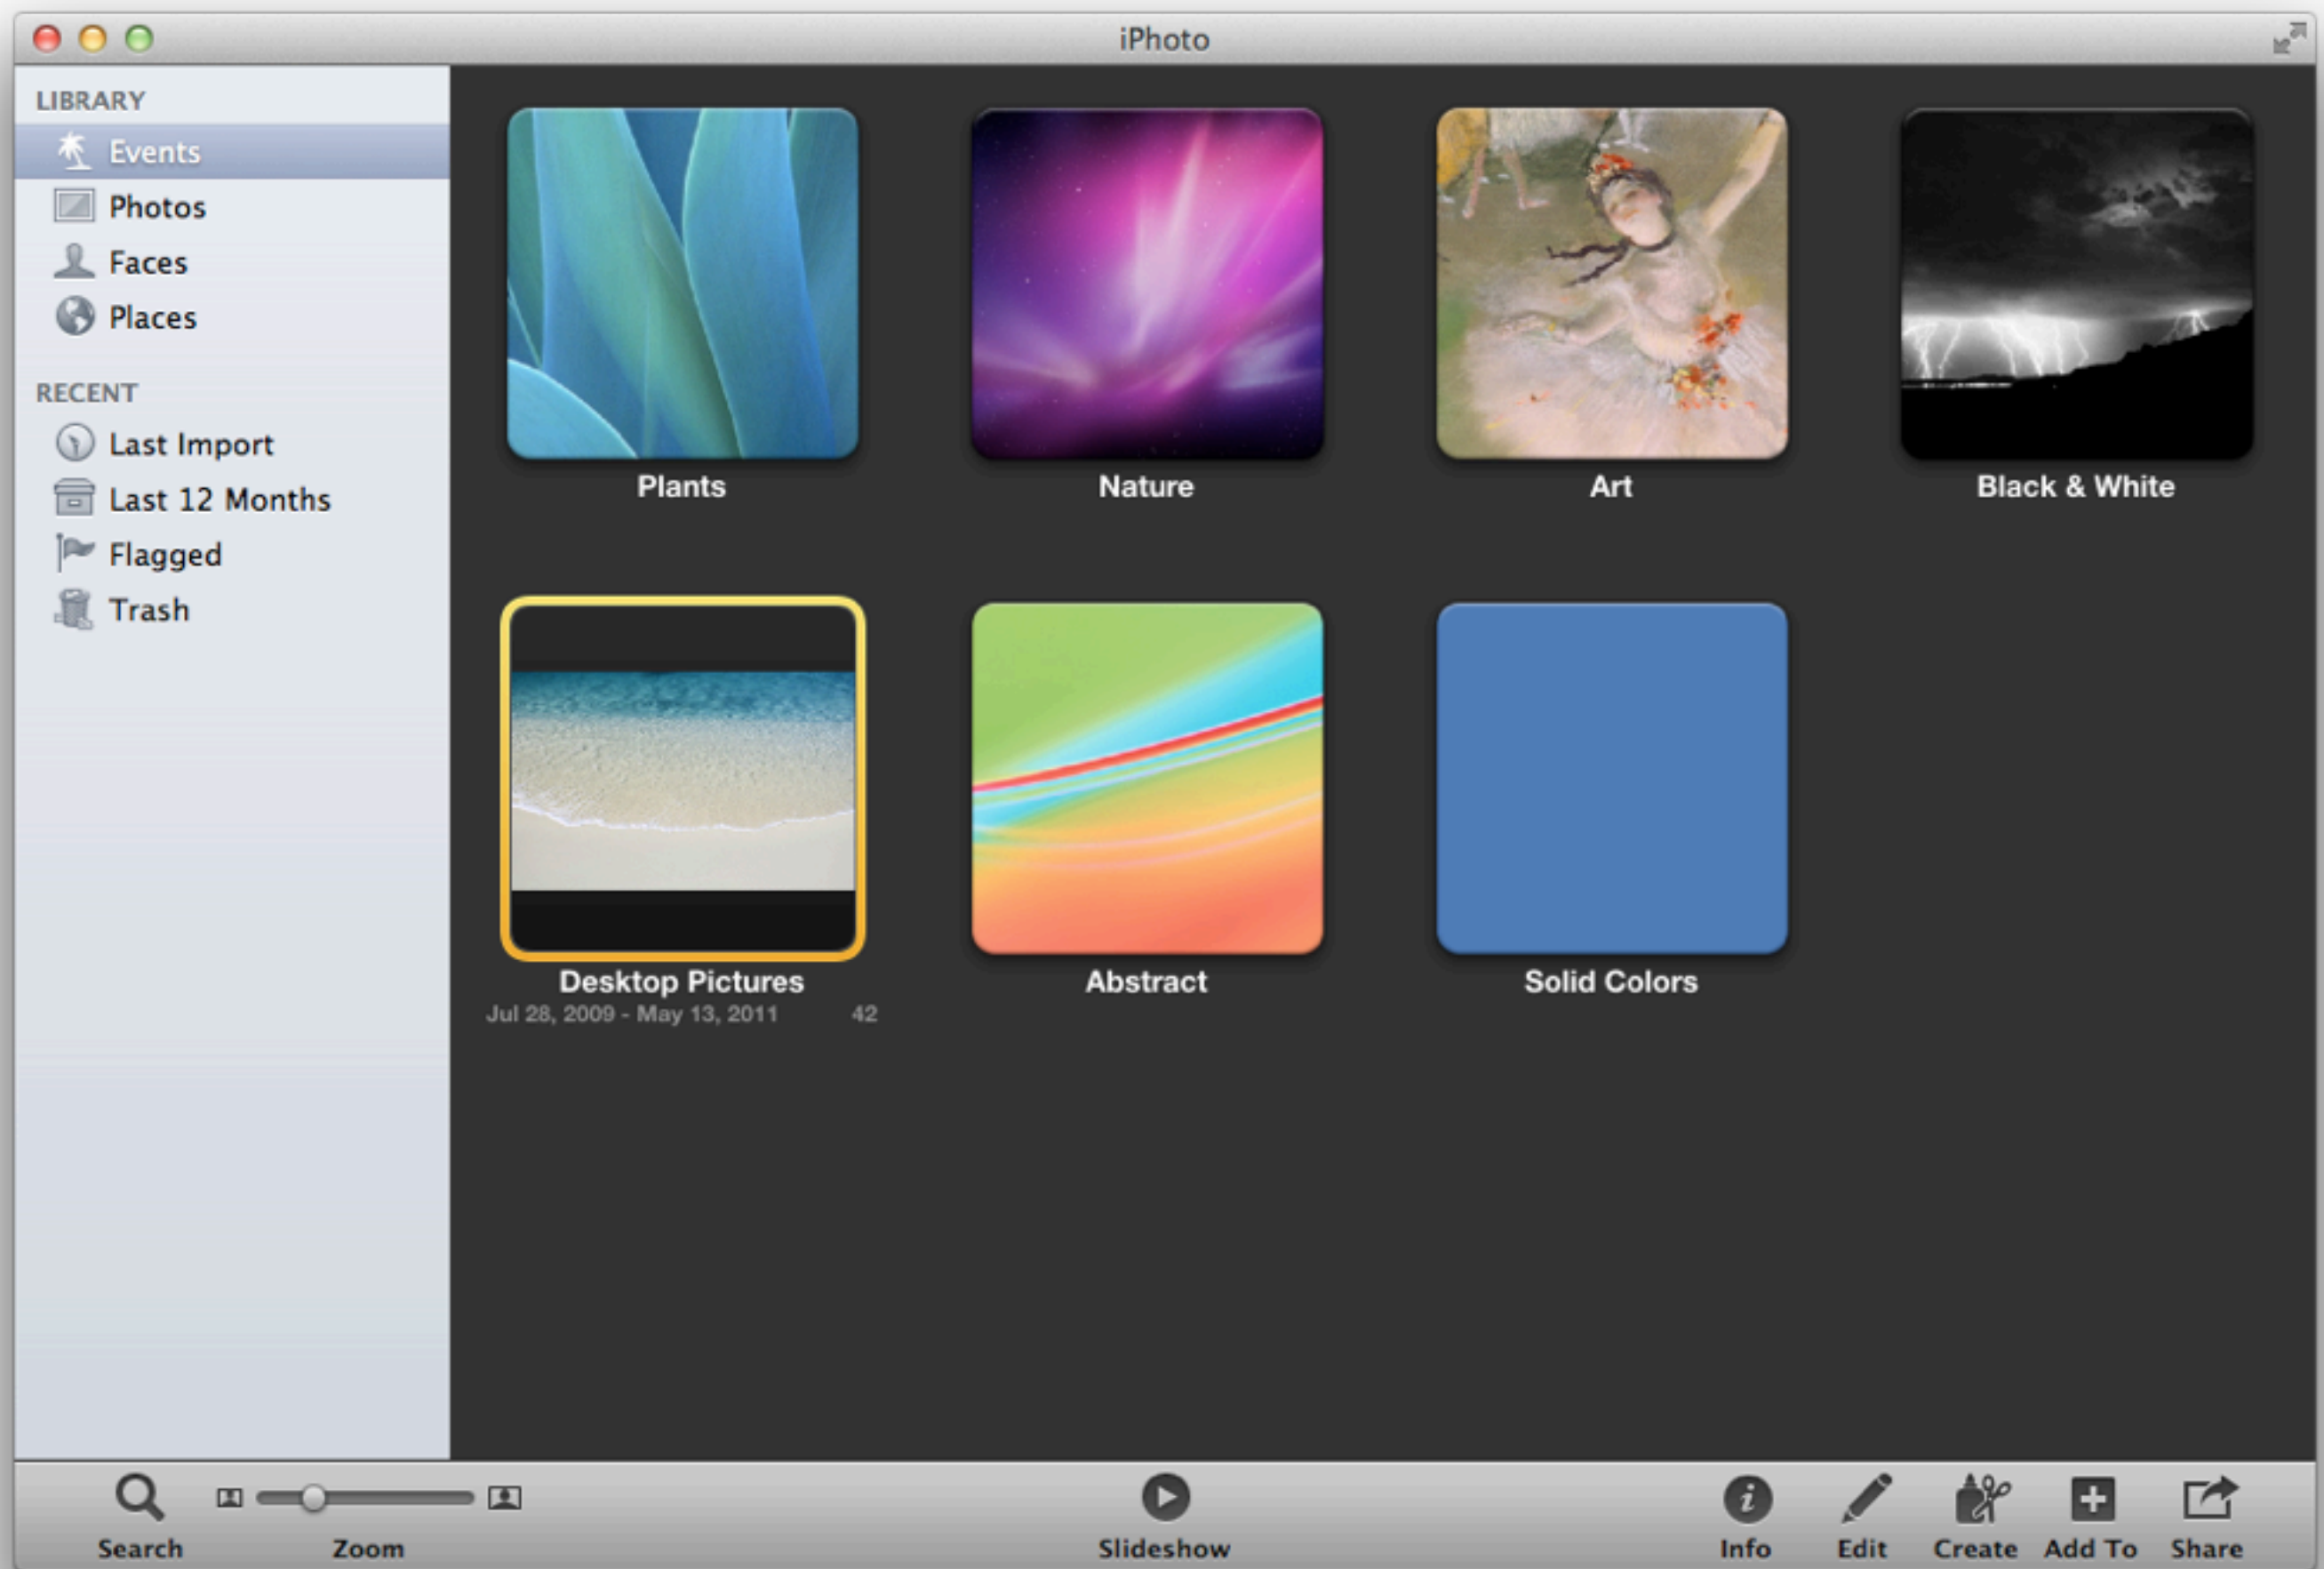 iPhoto
LIBRARY
Events
Photos
Faces
Places
RECENT
Last Import
Last 12 Months
Flagged
Trash
Plants
Nature
Art
Black & White
Desktop Pictures
Jul 28, 2009 - May 13, 2011 42
Abstract
Solid Colors
Search
Zoom
Slideshow
Info
Edit
Create
Add To
Share